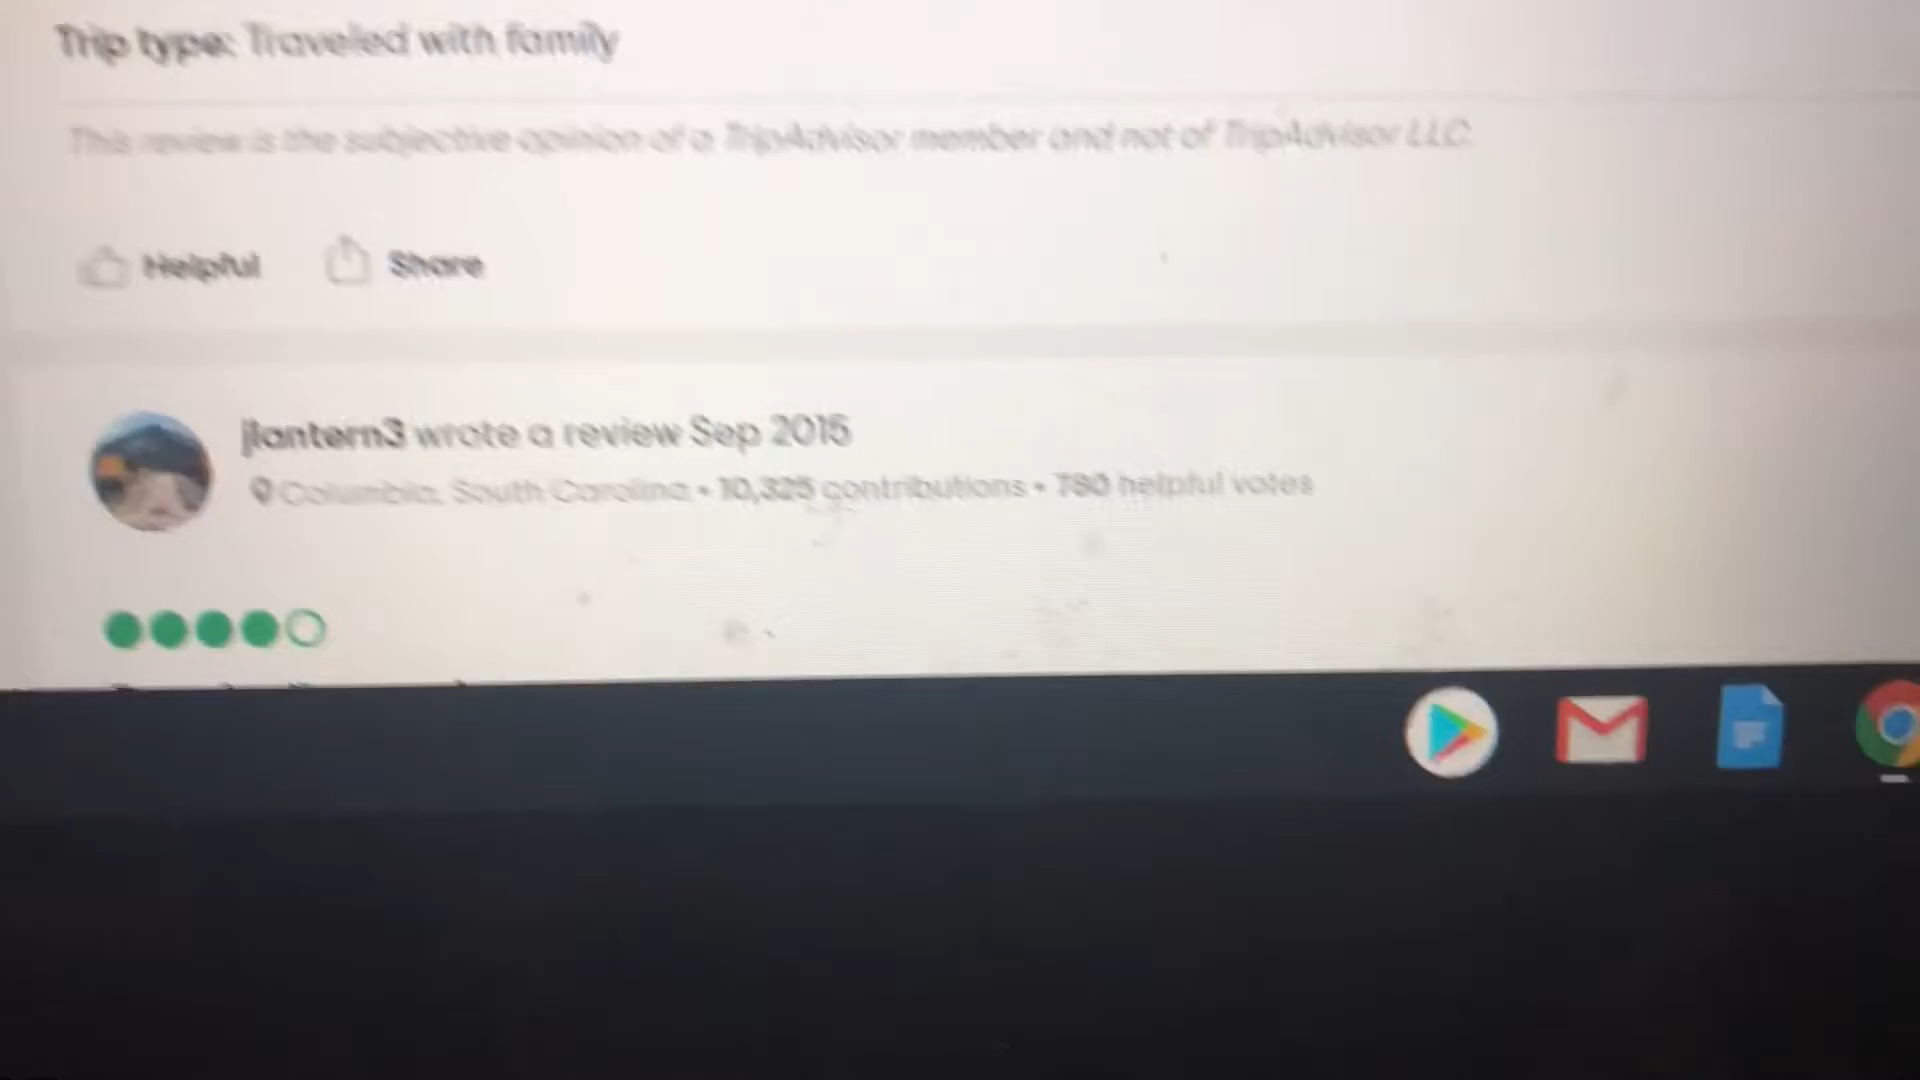 Trip type: Traveled with family
This review is the subjective opinion of a TripAdvisor member and not of TripAdvisor LLC.
Helpful
Share
jlantern3 wrote a review Sep 2015
Columbia, South Carolina • 10,325 contributions • 780 helpful votes